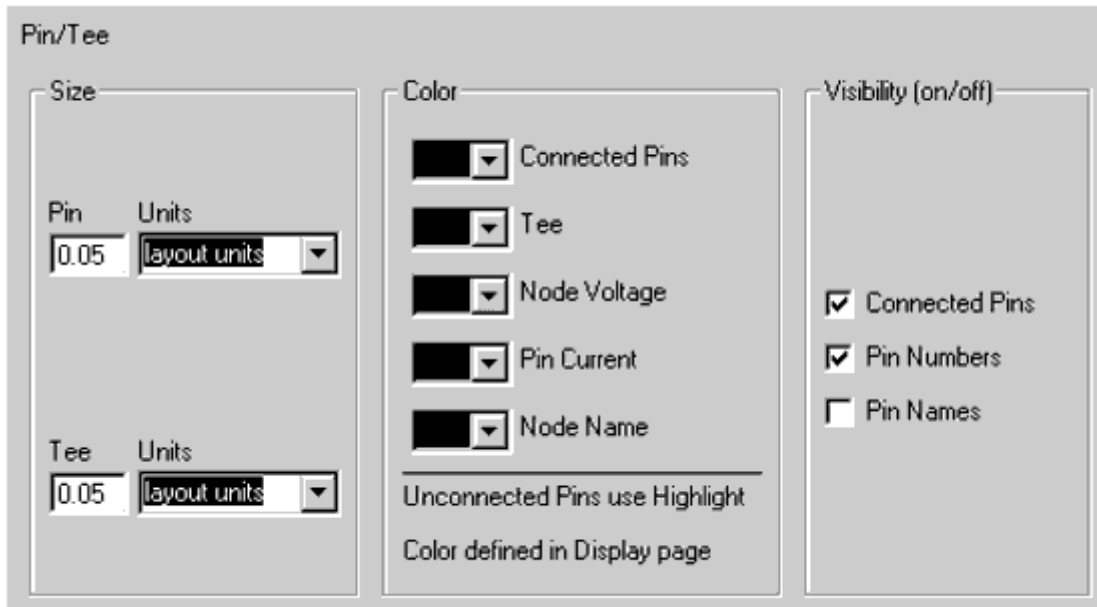 Pin/Tee
Size
Pin Units
0.05 layout units
Tee Units
0.05 layout units
Color
Connected Pins
Tee
Node Voltage
Pin Current
Node Name
Unconnected Pins use Highlight
Color defined in Display page
Visibility (on/off)
Connected Pins
Pin Numbers
Pin Names